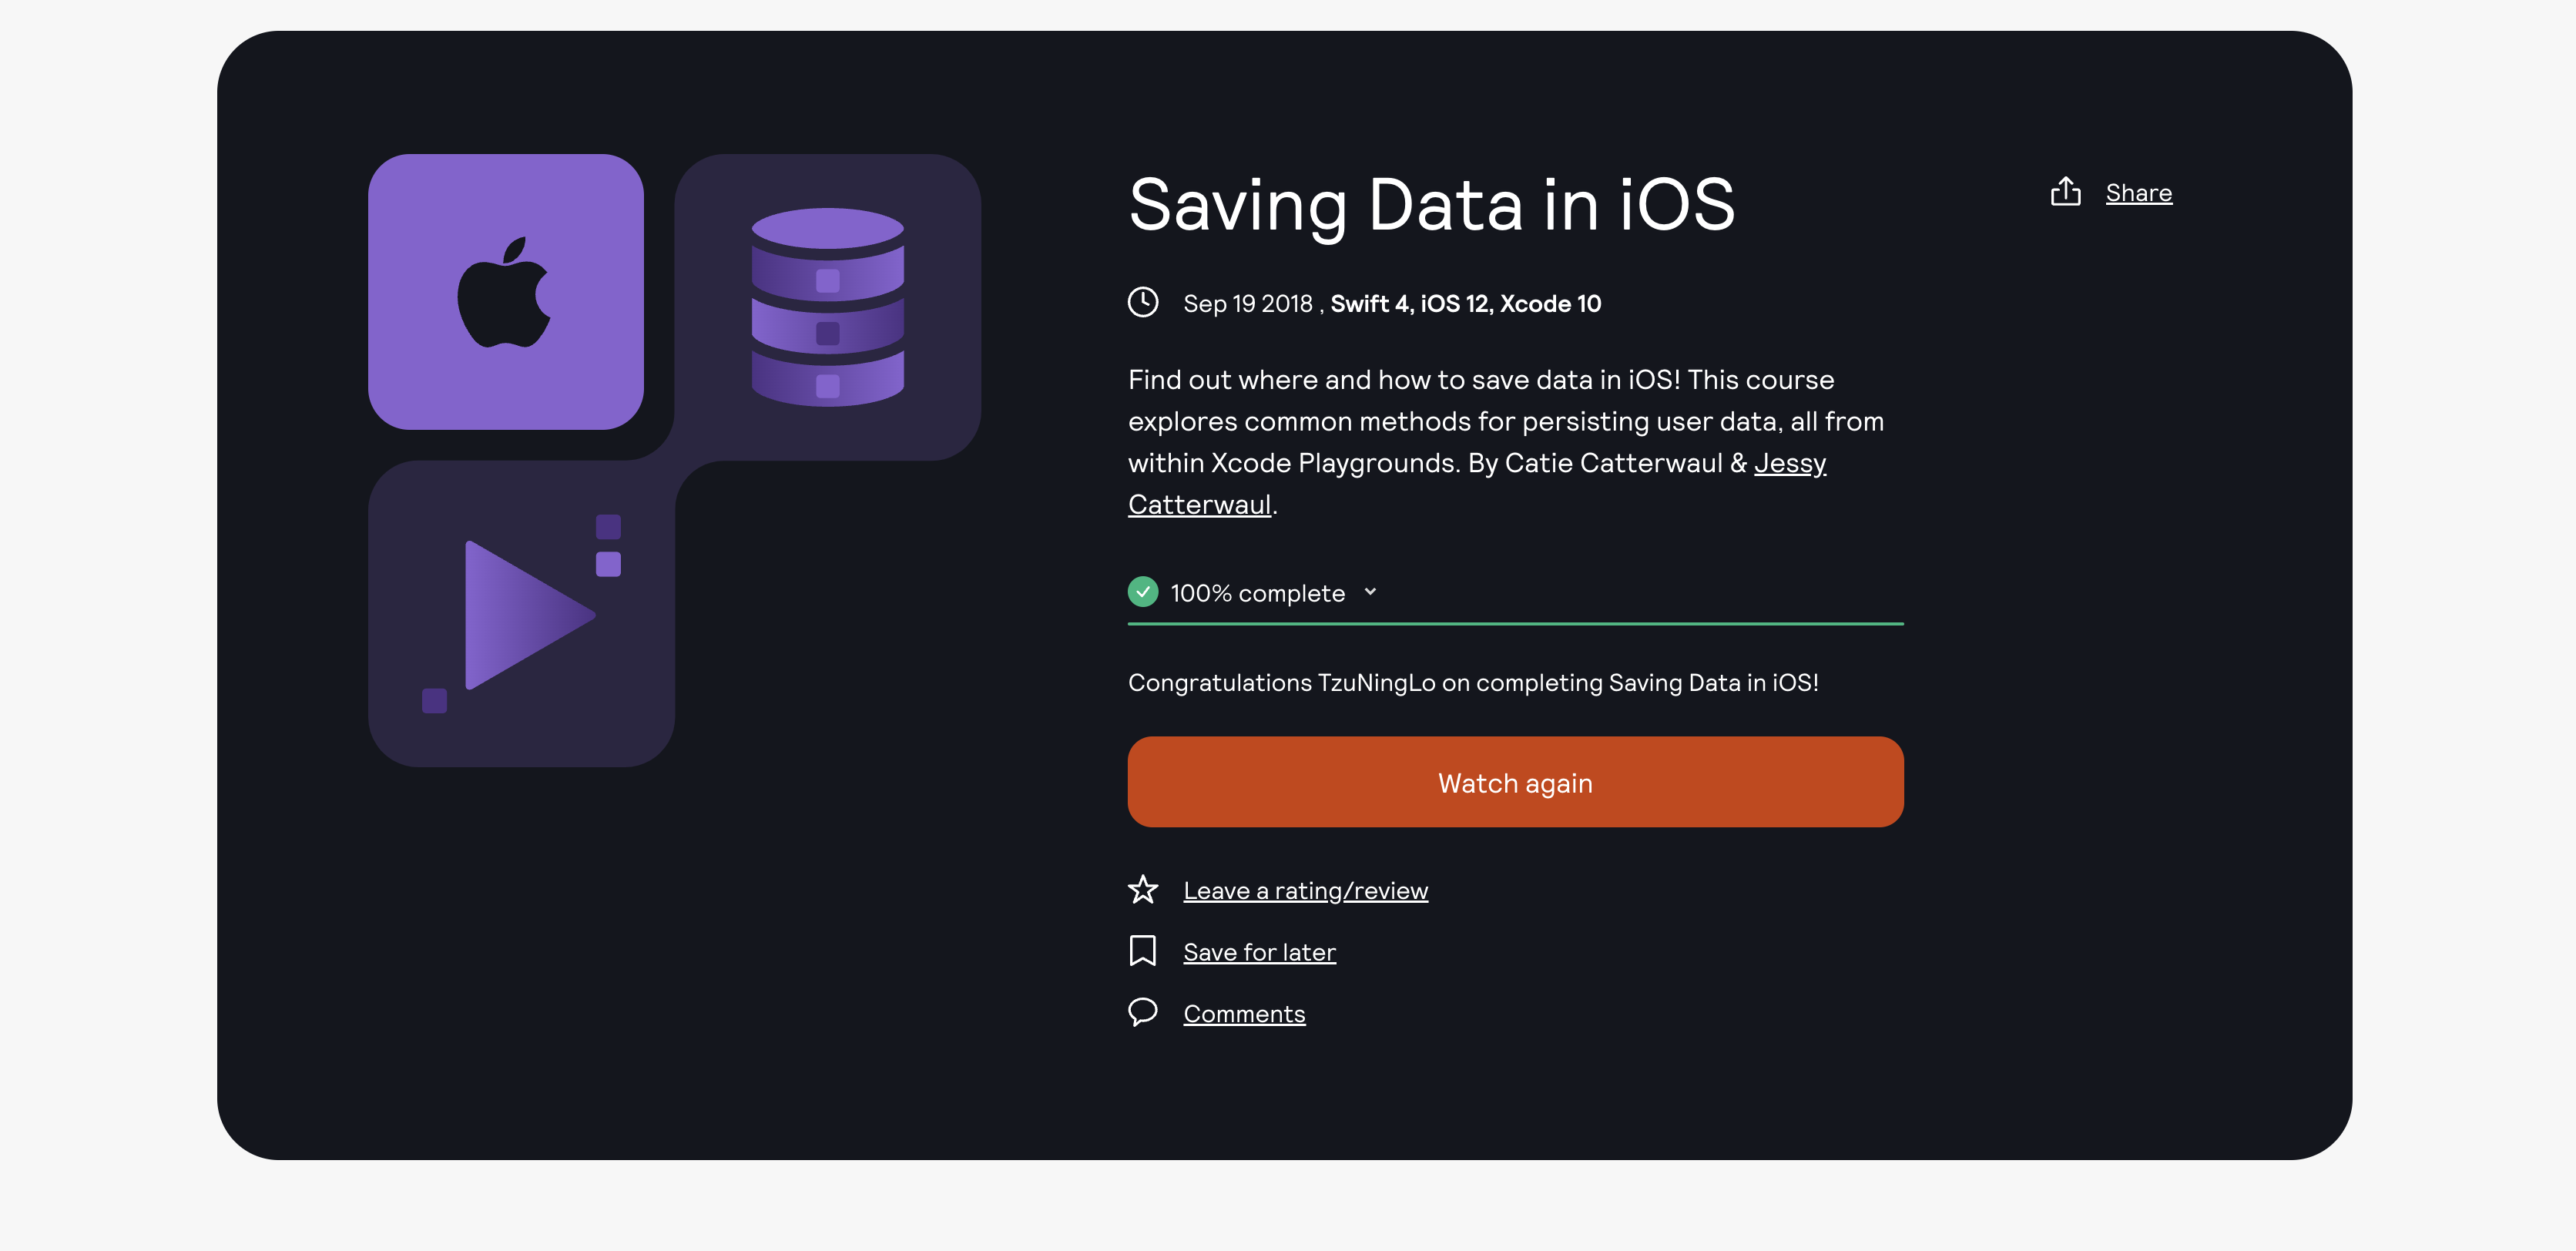 Saving Data in iOS
Share
Sep 19 2018 , Swift 4, iOS 12, Xcode 10
Find out where and how to save data in iOS! This course
explores common methods for persisting user data, all from
within Xcode Playgrounds. By Catie Catterwaul & Jessy
Catterwaul.
100% complete
Congratulations TzuNingLo on completing Saving Data in iOS!
Watch again
Leave a rating/review
Save for later
Comments